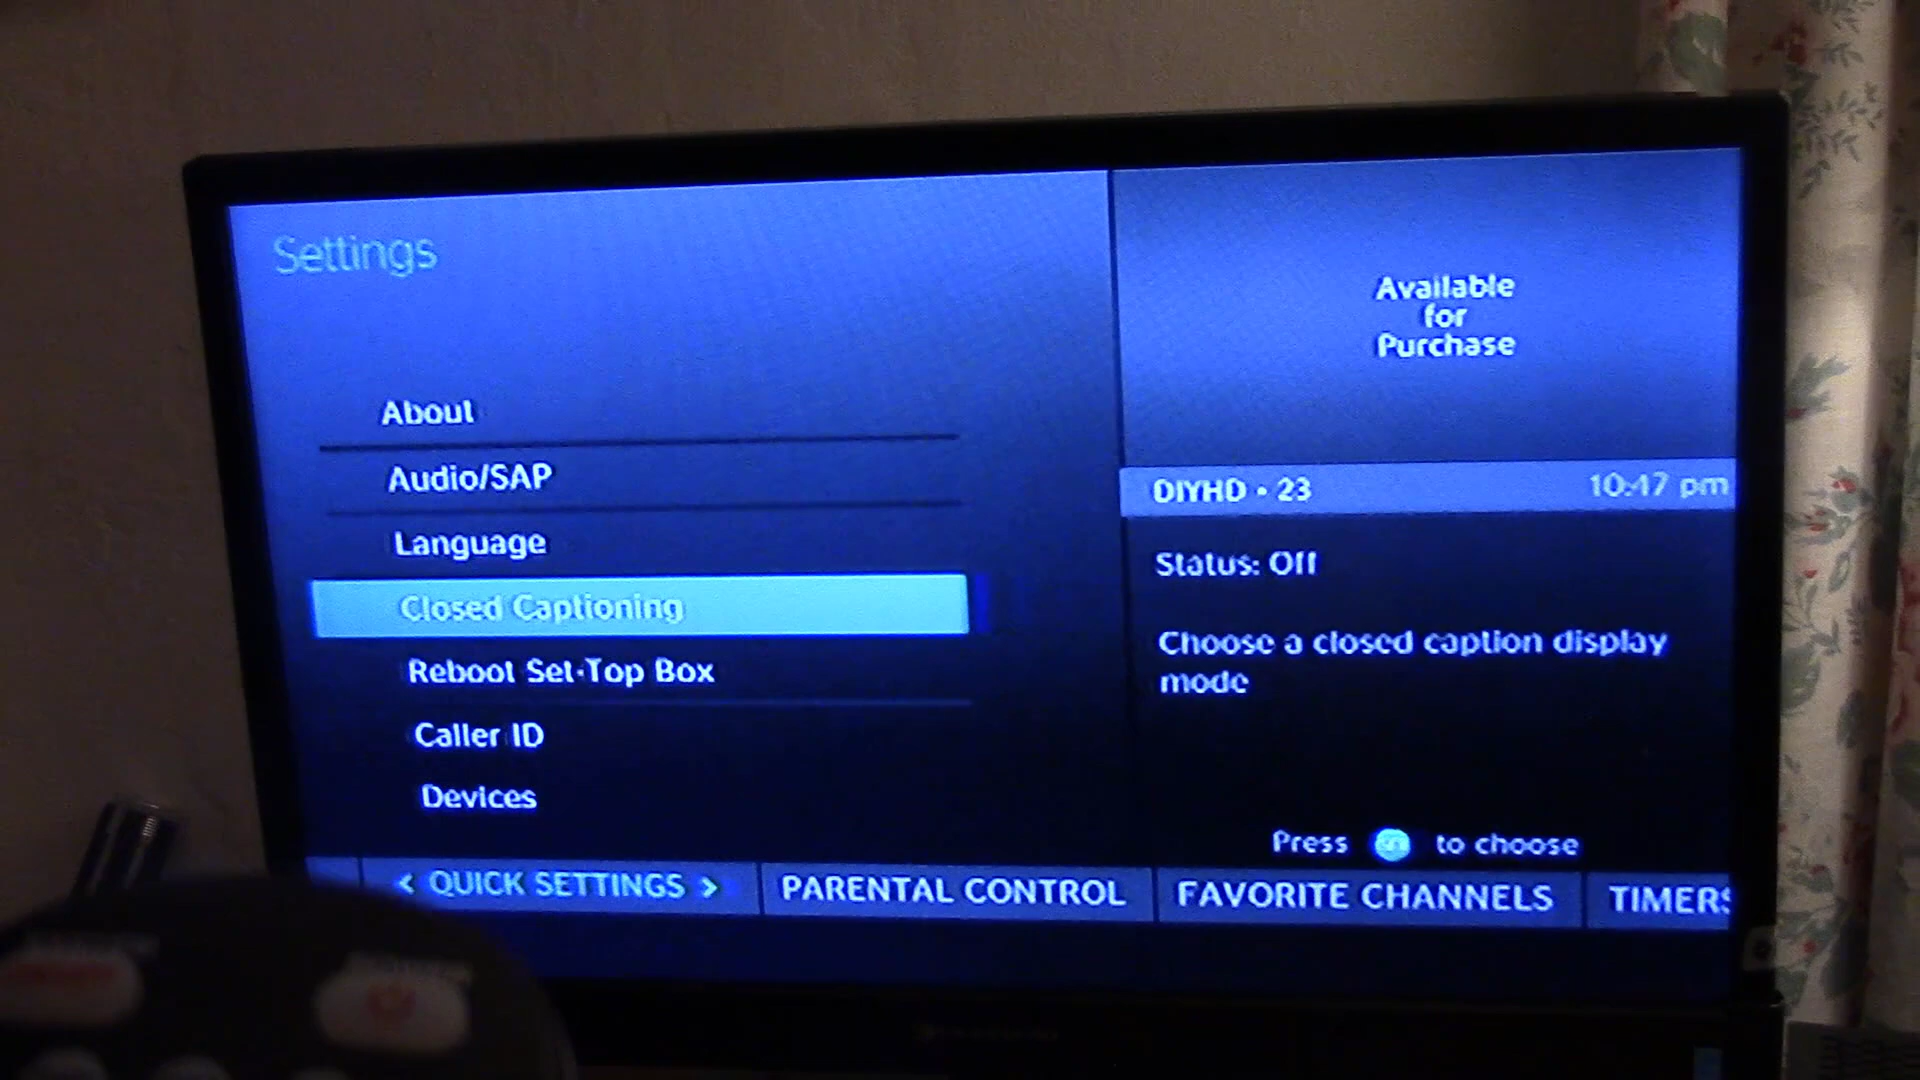 Settings
About
Audio/SAP
Language
Closed Captioning
Reboot Set-Top Box
Caller ID
Devices
Available
for
Purchase
DIYHD • 23
10:47 pm
Status: Off
Choose a closed caption display
mode
Press to choose
< QUICK SETTINGS >
PARENTAL CONTROL
FAVORITE CHANNELS
TIMERS